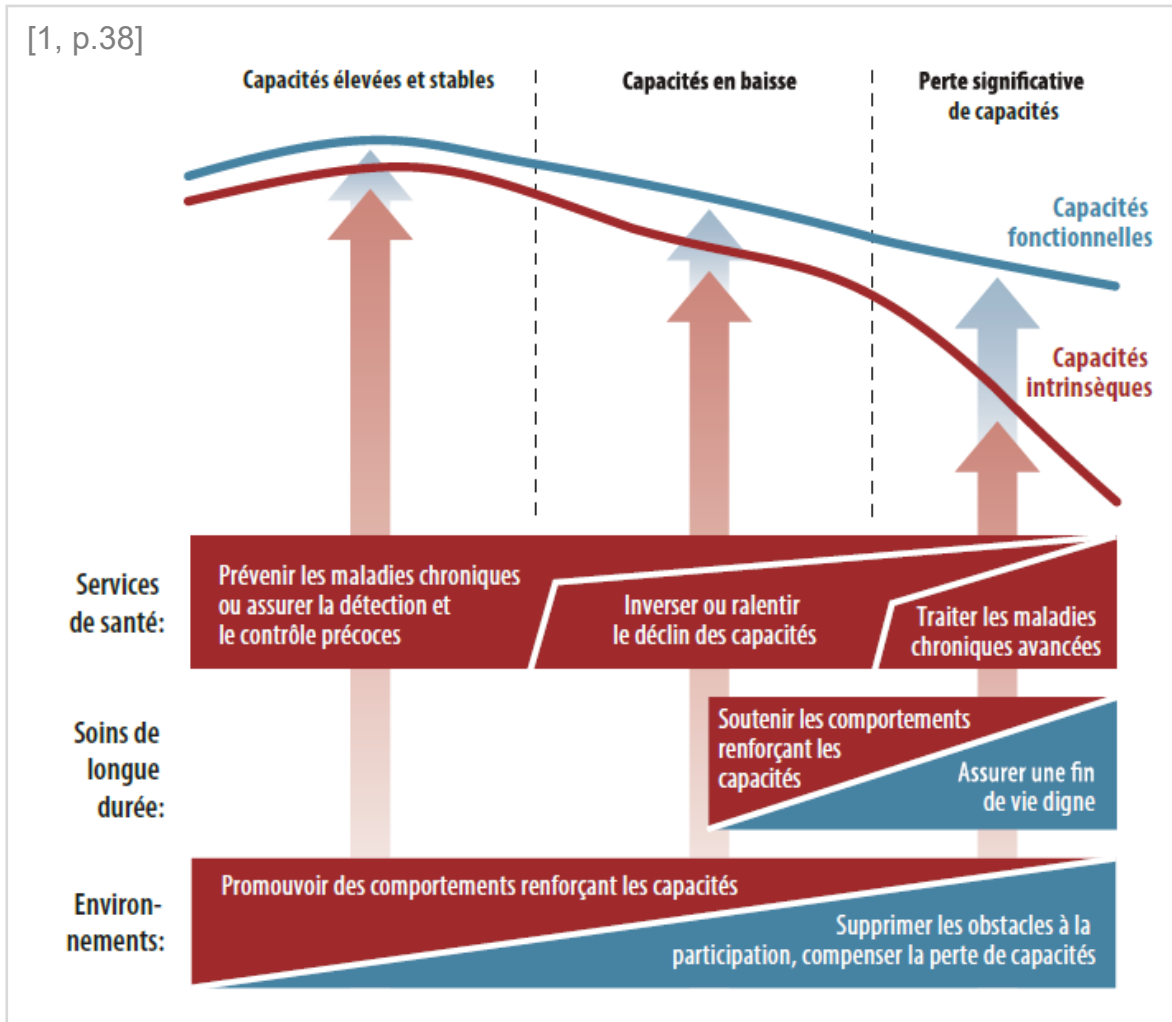 [1, p.38]
Capacités élevées et stables
Capacités en baisse
Perte significative
de capacités
Capacités
fonctionnelles
Capacités
intrinsèques
Services
de santé:
Prévenir les maladies chroniques
ou assurer la détection et
le contrôle précoces
Inverser ou ralentir
le déclin des capacités
Traiter les maladies
chroniques avancées
Soins de
longue
durée:
Soutenir les comportements
renforçant les
capacités
Assurer une fin
de vie digne
Environ-
nements:
Promouvoir des comportements renforçant les capacités
Supprimer les obstacles à la
participation, compenser la perte de capacités